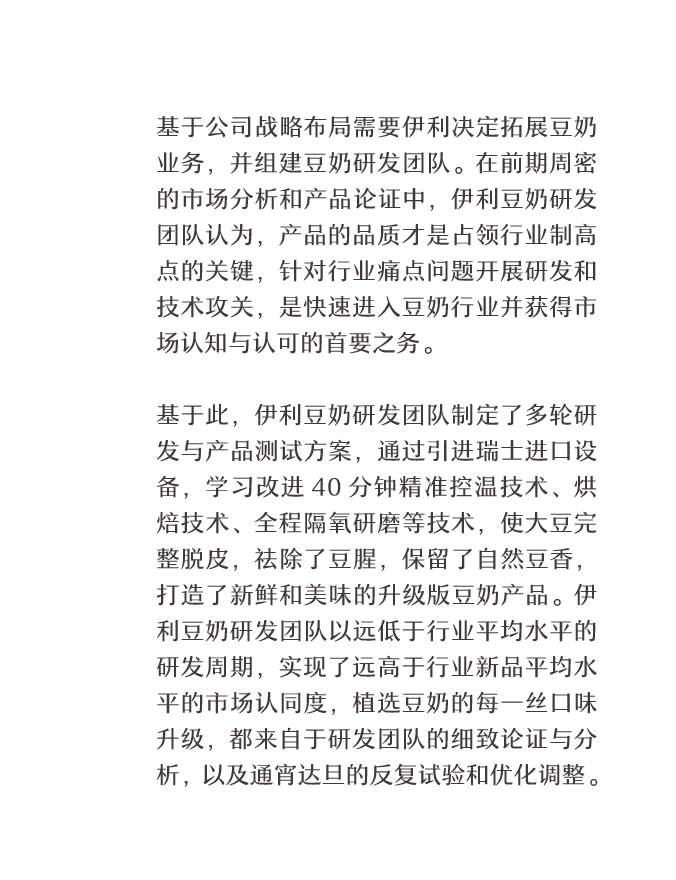 基于公司战略布局需要伊利决定拓展豆奶
业务，并组建豆奶研发团队。在前期周密
的市场分析和产品论证中，伊利豆奶研发
团队认为，产品的品质才是占领行业制高
点的关键，针对行业痛点问题开展研发和
技术攻关，是快速进入豆奶行业并获得市
场认知与认可的首要之务。
基于此，伊利豆奶研发团队制定了多轮研
发与产品测试方案，通过引进瑞士进口设
备，学习改进 40 分钟精准控温技术、烘
焙技术、全程隔氧研磨等技术，使大豆完
整脱皮，祛除了豆腥，保留了自然豆香，
打造了新鲜和美味的升级版豆奶产品。伊
利豆奶研发团队以远低于行业平均水平的
研发周期，实现了远高于行业新品平均水
平的市场认同度，植选豆奶的每一丝口味
升级，都来自于研发团队的细致论证与分
析，以及通宵达旦的反复试验和优化调整。